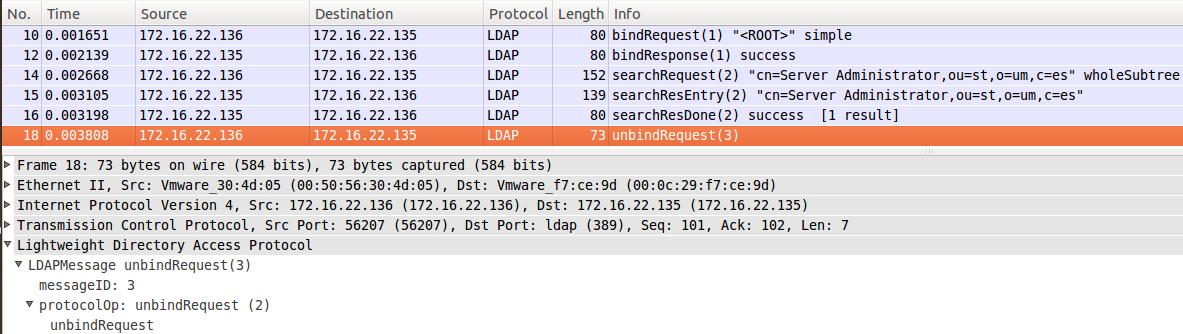 No. Time Source Destination Protocol Length Info
10 0.001651 172.16.22.136 172.16.22.135 LDAP 80 bindRequest(1) "<ROOT>" simple
12 0.002139 172.16.22.135 172.16.22.136 LDAP 80 bindResponse(1) success
14 0.002668 172.16.22.136 172.16.22.135 LDAP 152 searchRequest(2) "cn=Server Administrator,ou=st,o=um,c=es" wholeSubtree
15 0.003105 172.16.22.135 172.16.22.136 LDAP 139 searchResEntry(2) "cn=Server Administrator,ou=st,o=um,c=es"
16 0.003198 172.16.22.135 172.16.22.136 LDAP 80 searchResDone(2) success [1 result]
18 0.003808 172.16.22.136 172.16.22.135 LDAP 73 unbindRequest(3)
Frame 18: 73 bytes on wire (584 bits), 73 bytes captured (584 bits)
Ethernet II, Src: Vmware_30:4d:05 (00:50:56:30:4d:05), Dst: Vmware_f7:ce:9d (00:0c:29:f7:ce:9d)
Internet Protocol Version 4, Src: 172.16.22.136 (172.16.22.136), Dst: 172.16.22.135 (172.16.22.135)
Transmission Control Protocol, Src Port: 56207 (56207), Dst Port: ldap (389), Seq: 101, Ack: 102, Len: 7
Lightweight Directory Access Protocol
LDAPMessage unbindRequest(3)
messageID: 3
protocolOp: unbindRequest (2)
unbindRequest